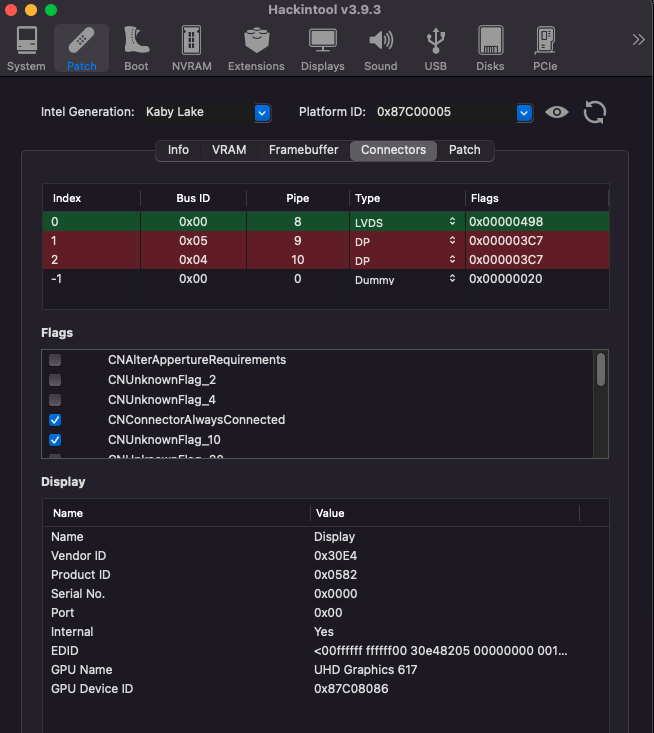 Hackintool v3.9.3
System Patch Boot NVRAM Extensions Displays Sound USB Disks PCIe
Intel Generation: Kaby Lake Platform ID: 0x87C00005
Info VRAM Framebuffer Connectors Patch
Index Bus ID Pipe Type Flags
0 0x00 8 LVDS 0x00000498
1 0x05 9 DP 0x000003C7
2 0x04 10 DP 0x000003C7
-1 0x00 0 Dummy 0x00000020
Flags
CNAlterAppertureRequirements
CNUnknownFlag_2
CNUnknownFlag_4
CNConnectorAlwaysConnected
CNUnknownFlag_10
Display
Name Value
Name Display
Vendor ID 0x30E4
Product ID 0x0582
Serial No. 0x0000
Port 0x00
Internal Yes
EDID <00ffffff ffffff00 30e48205 00000000 001...
GPU Name UHD Graphics 617
GPU Device ID 0x87C08086